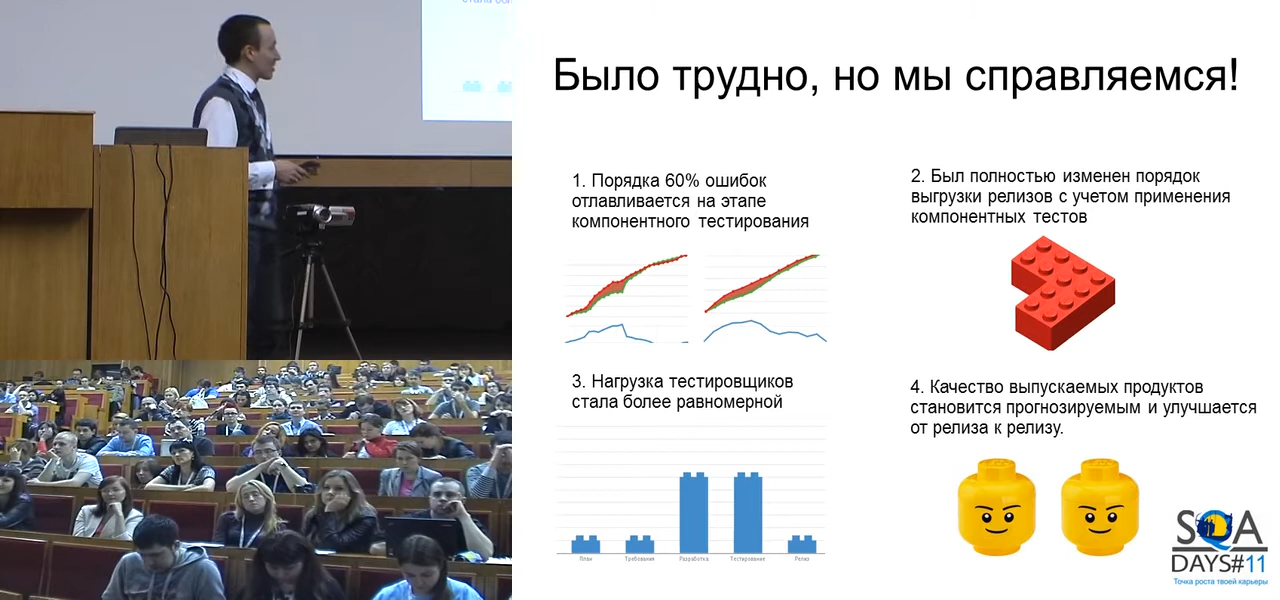 Было трудно, но мы справляемся!
1. Порядка 60% ошибок
отлавливается на этапе
компонентного тестирования
2. Был полностью изменен порядок
выгрузки релизов с учетом применения
компонентных тестов
3. Нагрузка тестировщиков
стала более равномерной
План Требования Разработка Тестирование Релиз
4. Качество выпускаемых продуктов
становится прогнозируемым и улучшается
от релиза к релизу.
SQA
DAYS#11
Точка роста твоей карьеры